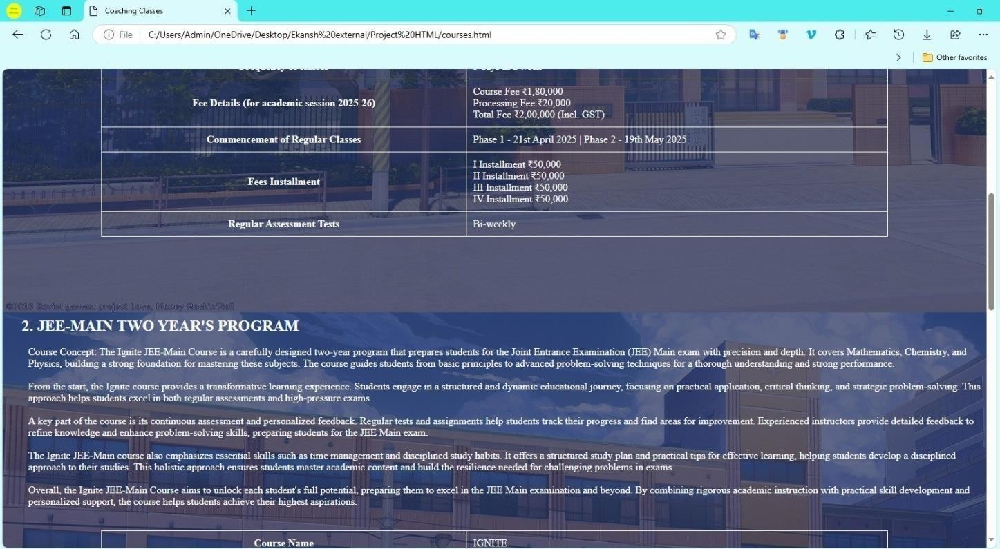 Coaching Classes
File
C:/Users/Admin/OneDrive/Desktop/Ekansh%20external/Project%20HTML/courses.html
Other favorites
Fee Details (for academic session 2025-26)
Course Fee ₹1,80,000
Processing Fee ₹20,000
Total Fee ₹2,00,000 (Incl. GST)
Commencement of Regular Classes
Phase 1 - 21st April 2025 | Phase 2 - 19th May 2025
Fees Installment
I Installment ₹50,000
II Installment ₹50,000
III Installment ₹50,000
IV Installment ₹50,000
Regular Assessment Tests
Bi-weekly
Soviet games. project Love, Money Rock'n'Roll
2. JEE-MAIN TWO YEAR'S PROGRAM
Course Concept: The Ignite JEE-Main Course is a carefully designed two-year program that prepares students for the Joint Entrance Examination (JEE) Main exam with precision and depth. It covers Mathematics, Chemistry, and
Physics, building a strong foundation for mastering these subjects. The course guides students from basic principles to advanced problem-solving techniques for a thorough understanding and strong performance.
From the start, the Ignite course provides a transformative learning experience. Students engage in a structured and dynamic educational journey, focusing on practical application, critical thinking, and strategic problem-solving. This
approach helps students excel in both regular assessments and high-pressure exams.
A key part of the course is its continuous assessment and personalized feedback. Regular tests and assignments help students track their progress and find areas for improvement. Experienced instructors provide detailed feedback to
refine knowledge and enhance problem-solving skills, preparing students for the JEE Main exam.
The Ignite JEE-Main course also emphasizes essential skills such as time management and disciplined study habits. It offers a structured study plan and practical tips for effective learning, helping students develop a disciplined
approach to their studies. This holistic approach ensures students master academic content and build the resilience needed for challenging problems in exams.
Overall, the Ignite JEE-Main Course aims to unlock each student's full potential, preparing them to excel in the JEE Main examination and beyond. By combining rigorous academic instruction with practical skill development and
personalized support, the course helps students achieve their highest aspirations.
Course Name
IGNITE